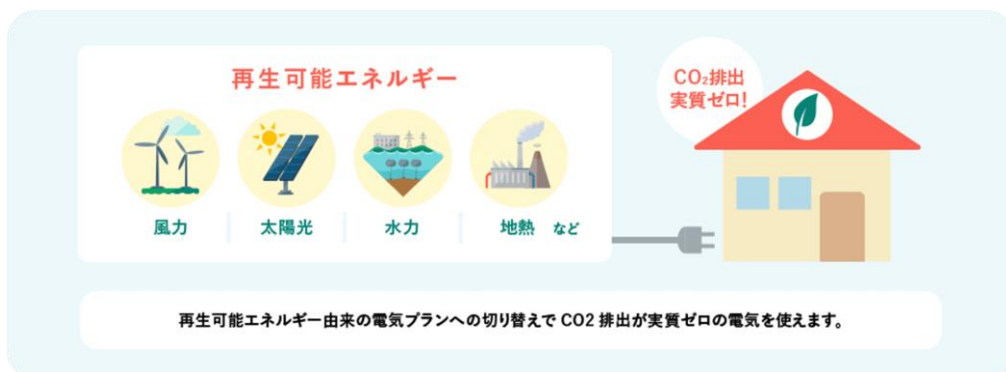 再生可能エネルギー
CO₂排出
実質ゼロ!
風力
太陽光
水力
地熱 など
再生可能エネルギー由来の電気プランへの切り替えで CO2 排出が実質ゼロの電気を使えます。